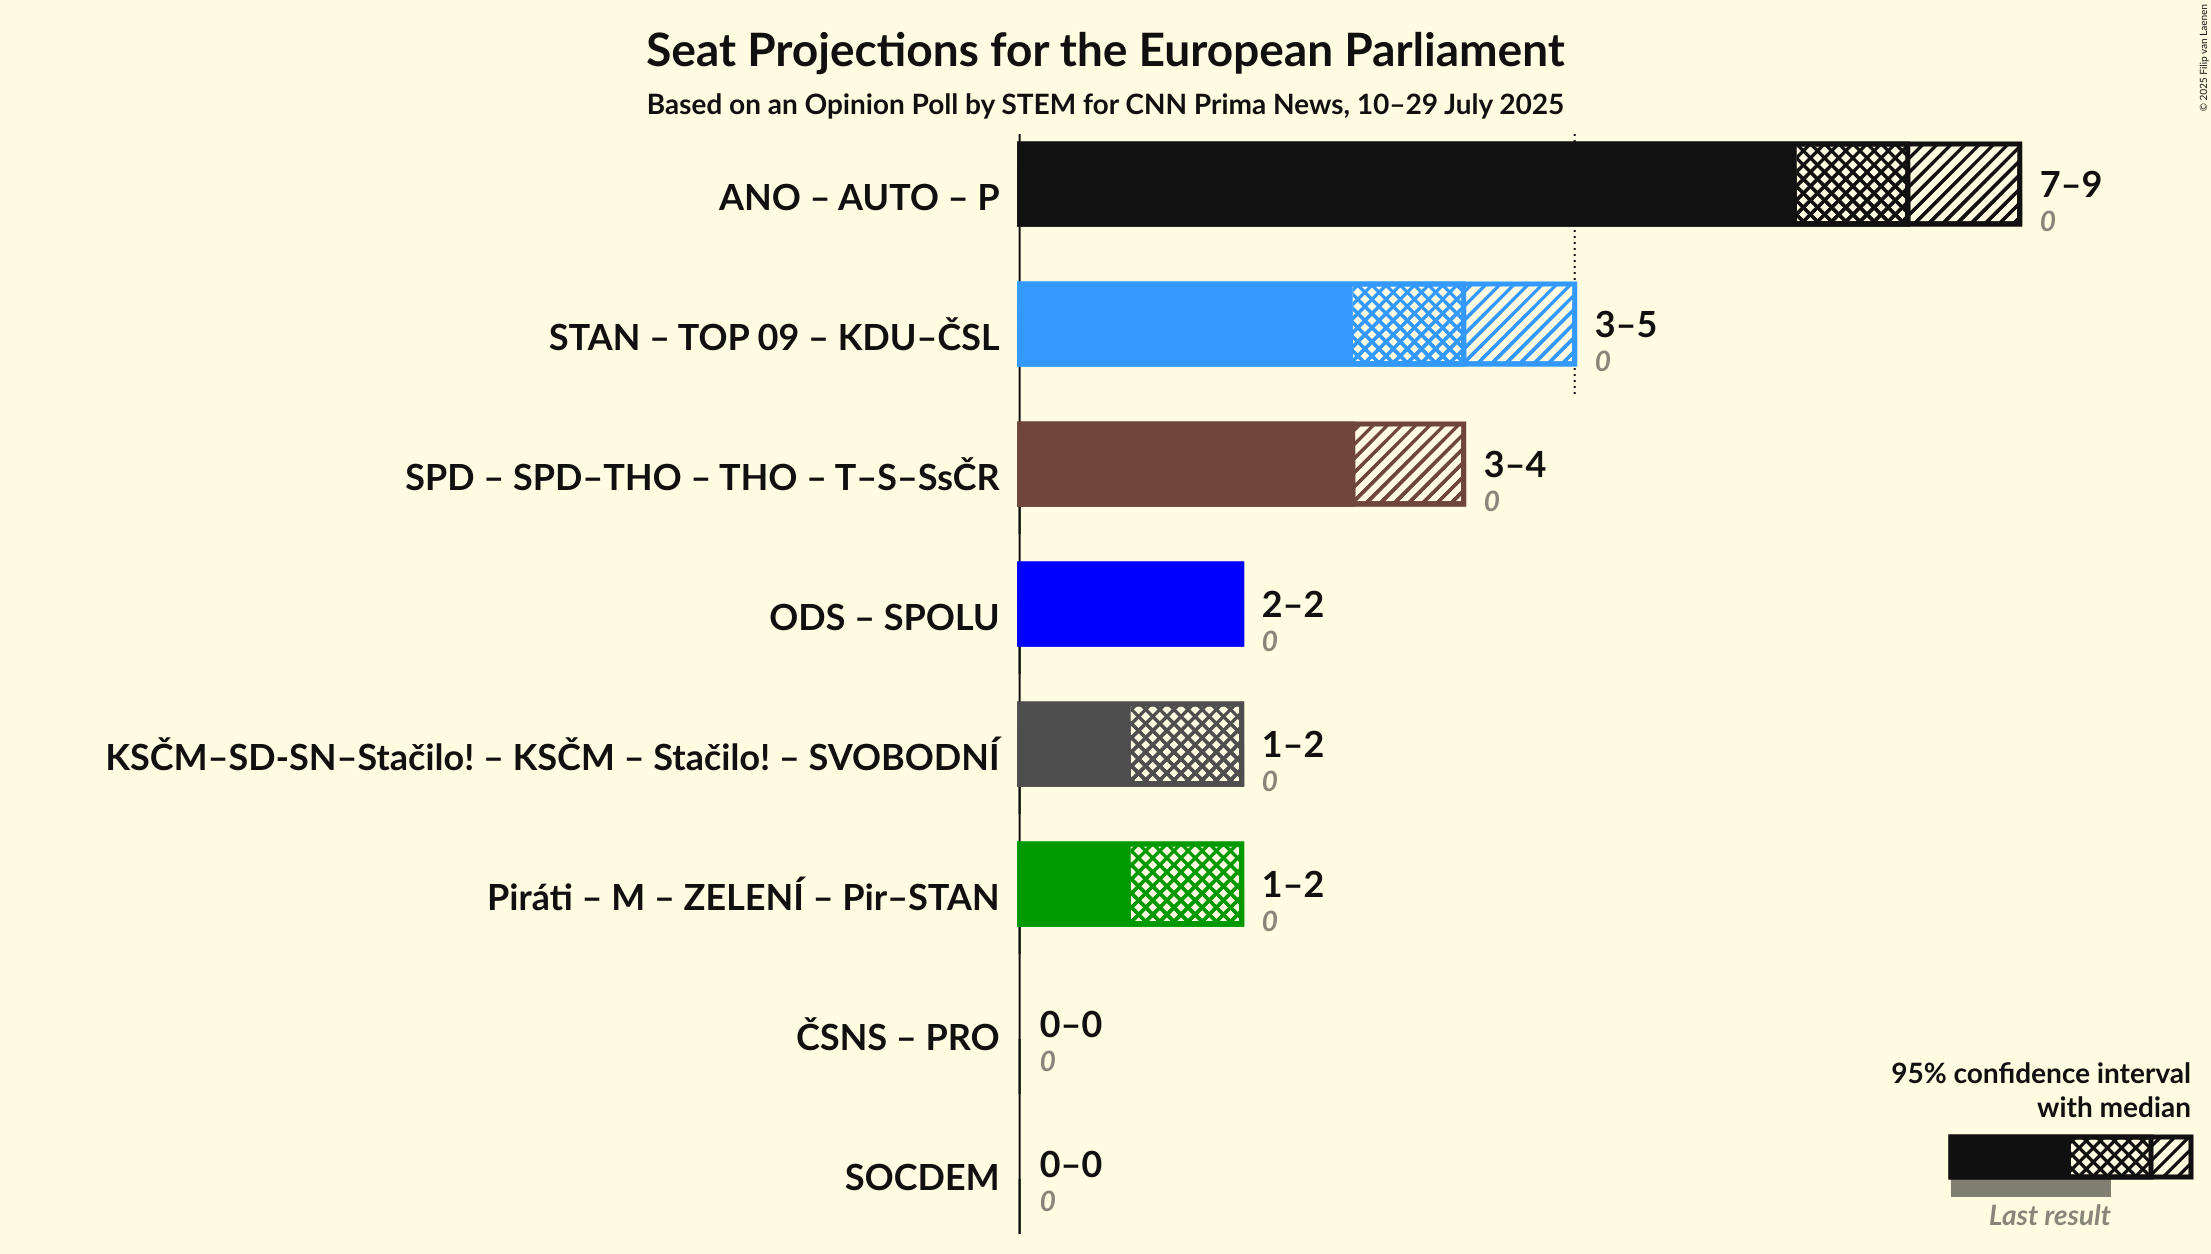 Seat Projections for the European Parliament
Based on an Opinion Poll by STEM for CNN Prima News, 10–29 July 2025
© 2025 Filip van Laenen
ANO – AUTO – P
7–9
0
STAN – TOP 09 – KDU–ČSL
3–5
0
SPD – SPD–THO – THO – T–S–SsČR
3–4
0
ODS – SPOLU
2–2
0
KSČM–SD-SN–Stačilo! – KSČM – Stačilo! – SVOBODNÍ
1–2
0
Piráti – M – ZELENÍ – Pir–STAN
1–2
0
ČSNS – PRO
0–0
0
SOCDEM
0–0
0
95% confidence interval
with median
Last result